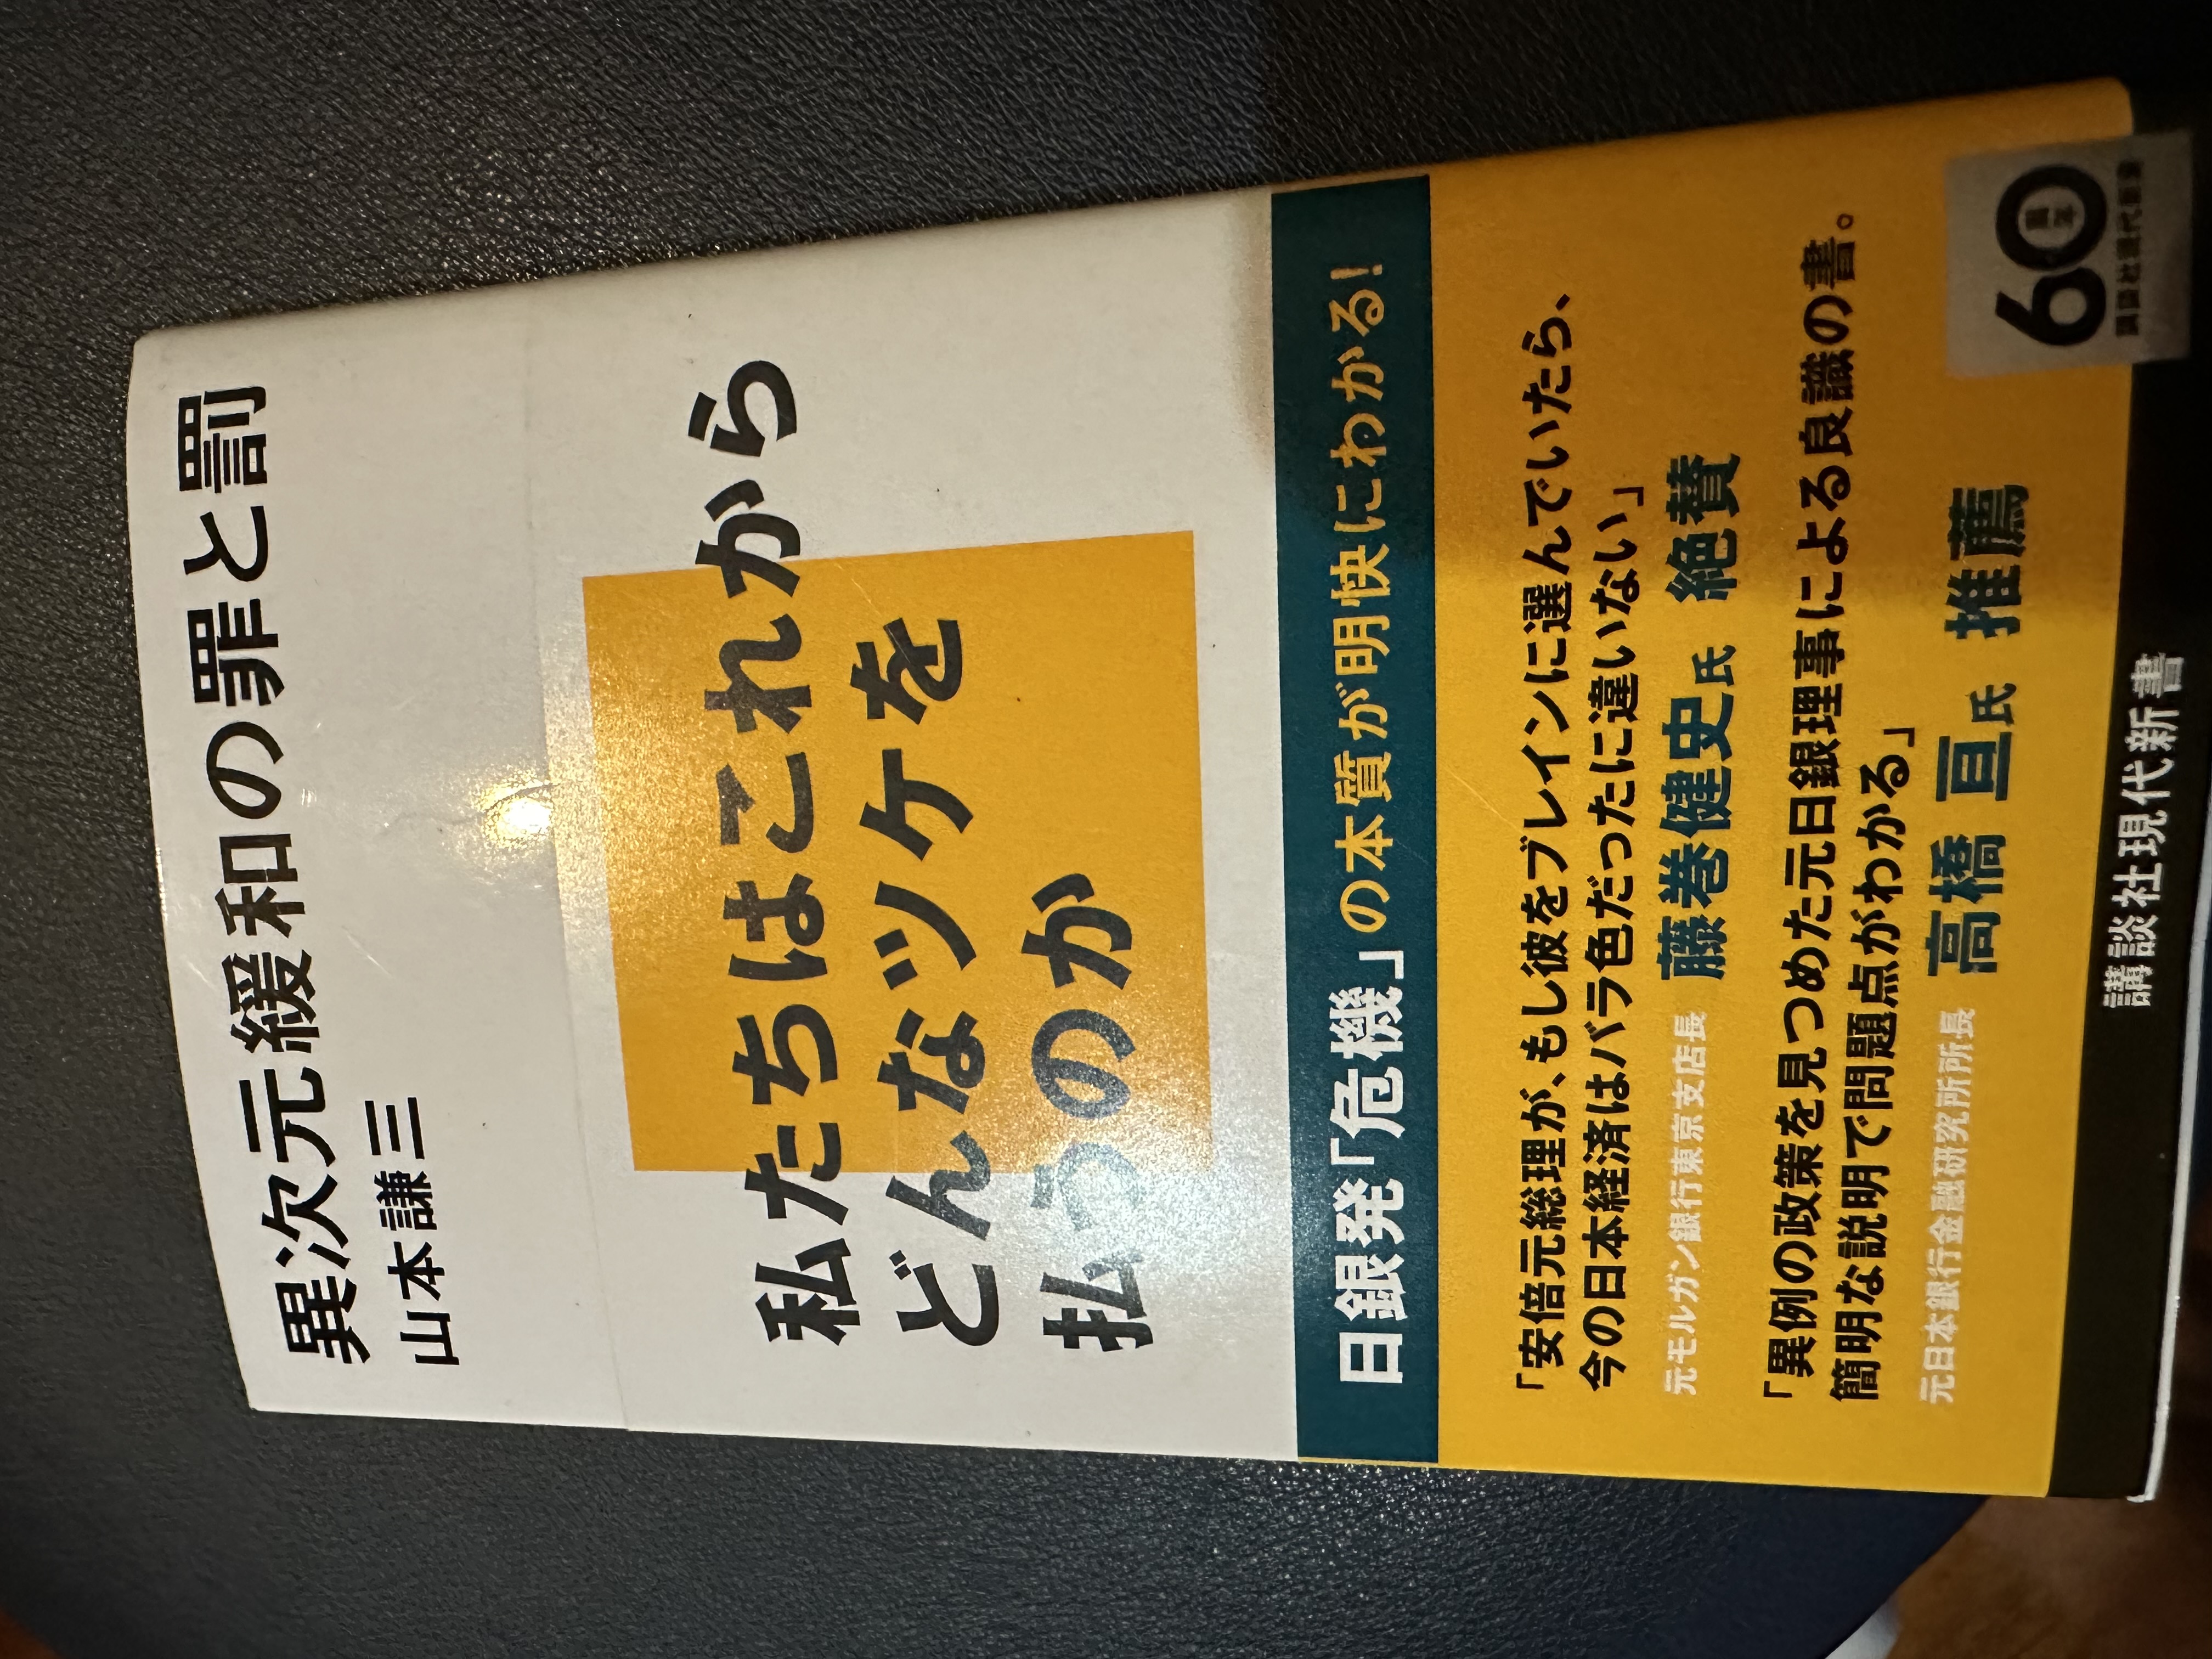 異次元緩和の罪と罰
山本謙三
私たちはこれから
どんなツケを
払うのか
日銀発「危機」の本質が明快にわかる!
「安倍元総理が、もし彼をブレインに選んでいたら、
今の日本経済はバラ色だったに違いない」
元モルガン銀行東京支店長 藤巻健史氏 絶賛
「異例の政策を見つめた元日銀理事による良識の書。
簡明な説明で問題点がわかる」
元日本銀行金融研究所所長 高橋 亘氏 推薦
60
周年
講談社現代新書
講談社現代新書